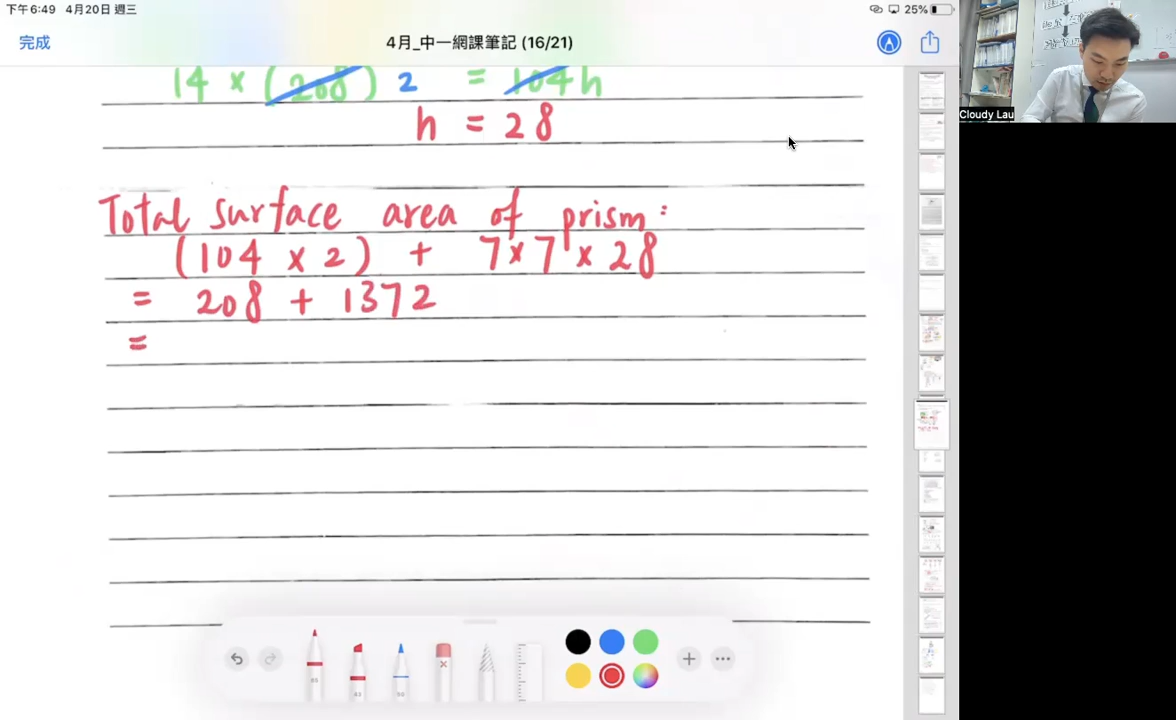 下午6:49 4月20日 週三
25%
完成
4月_中一網課筆記 (16/21)
14 × (208) 2 = 104h
h = 28
Total surface area of prism:
(104 × 2) + 7×7 × 28
= 208 + 1372
=
Cloudy Lau